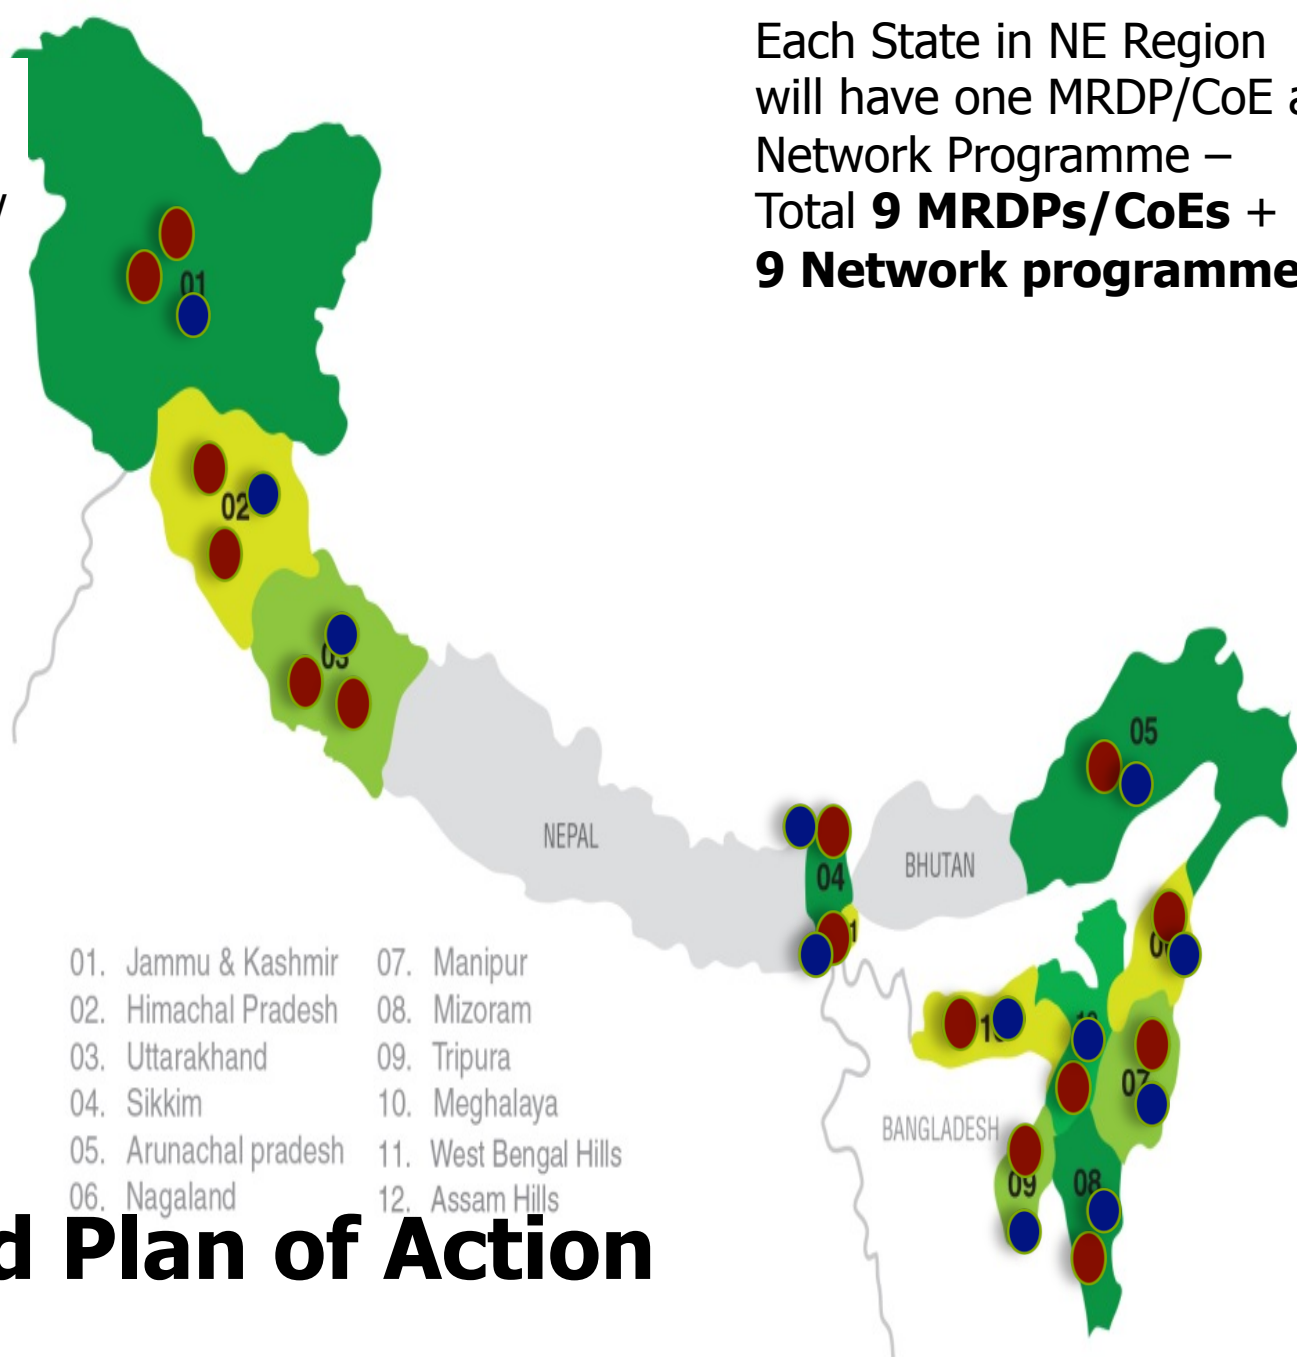 Each State in NE Region
will have one MRDP/CoE a
Network Programme –
Total 9 MRDPs/CoEs +
9 Network programme
01
02
03
NEPAL
04
BHUTAN
05
07
BANGLADESH
09
08
01. Jammu & Kashmir
02. Himachal Pradesh
03. Uttarakhand
04. Sikkim
05. Arunachal pradesh
06. Nagaland
07. Manipur
08. Mizoram
09. Tripura
10. Meghalaya
11. West Bengal Hills
12. Assam Hills
d Plan of Action